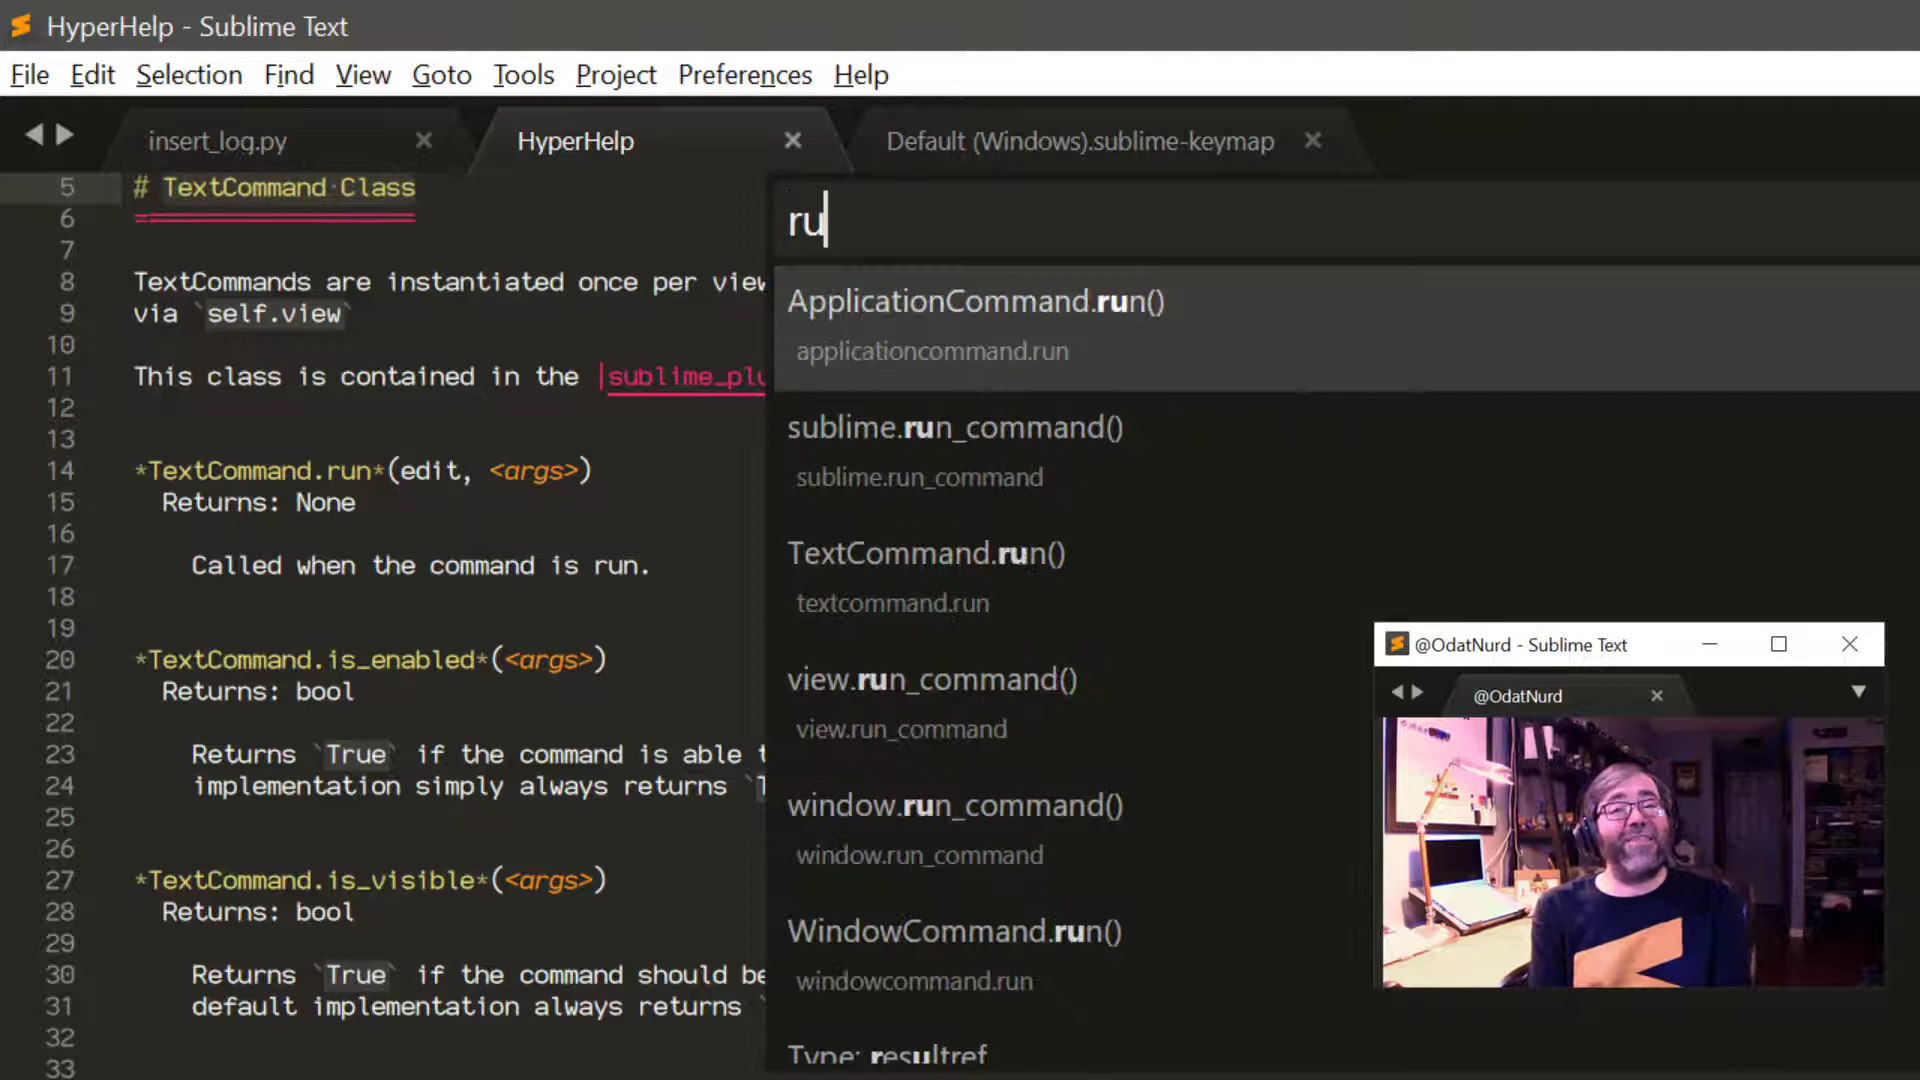 HyperHelp - Sublime Text
File Edit Selection Find View Goto Tools Project Preferences Help
insert_log.py HyperHelp Default (Windows).sublime-keymap
5 # TextCommand Class
6 ===================
7
8 TextCommands are instantiated once per view
9 via `self.view`
10
11 This class is contained in the |sublime_plu
12
13
14 *TextCommand.run*(edit, <args>)
15 Returns: None
16
17 Called when the command is run.
18
19
20 *TextCommand.is_enabled*(<args>)
21 Returns: bool
22
23 Returns `True` if the command is able t
24 implementation simply always returns `
25
26
27 *TextCommand.is_visible*(<args>)
28 Returns: bool
29
30 Returns `True` if the command should be
31 default implementation always returns `
32
33
ru
ApplicationCommand.run()
applicationcommand.run
sublime.run_command()
sublime.run_command
TextCommand.run()
textcommand.run
view.run_command()
view.run_command
window.run_command()
window.run_command
WindowCommand.run()
windowcommand.run
Type: resultref
@OdatNurd - Sublime Text
@OdatNurd